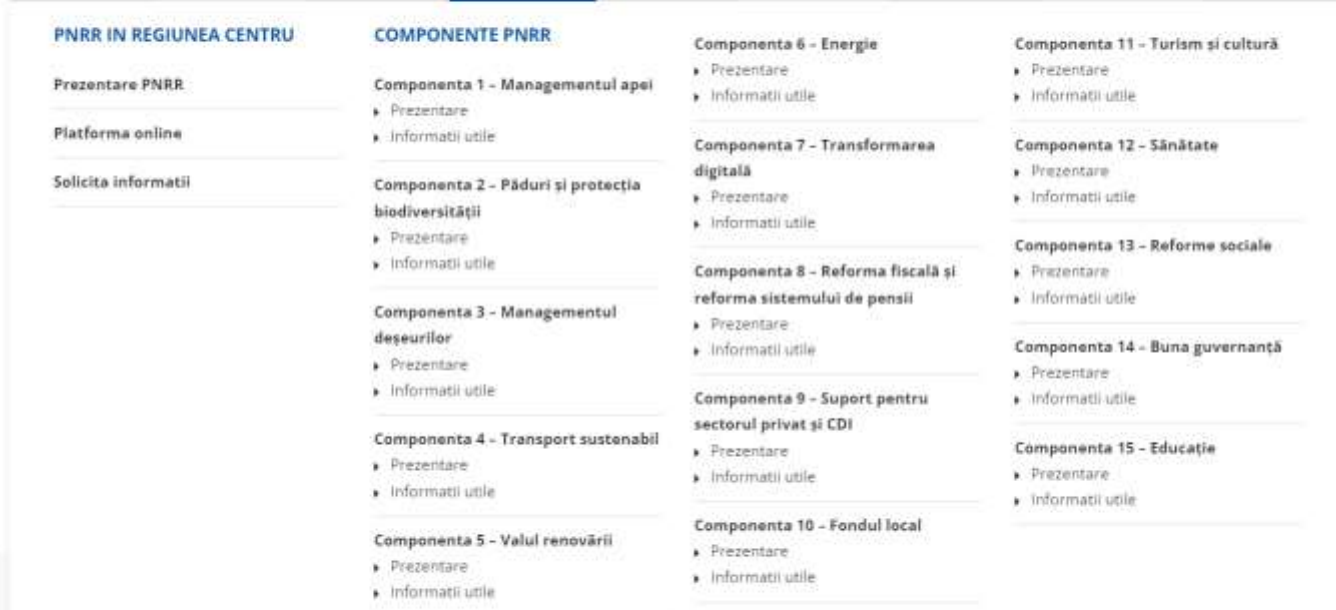 PNRR IN REGIUNEA CENTRU
Prezentare PNRR
Platforma online
Solicita informatii
COMPONENTE PNRR
Componenta 1 – Managementul apei
Prezentare
Informatii utile
Componenta 2 – Păduri și protecția
biodiversității
Prezentare
Informatii utile
Componenta 3 – Managementul
deșeurilor
Prezentare
Informatii utile
Componenta 4 – Transport sustenabil
Prezentare
Informatii utile
Componenta 5 – Valul renovării
Prezentare
Informatii utile
Componenta 6 – Energie
Prezentare
Informatii utile
Componenta 7 – Transformarea
digitală
Prezentare
Informatii utile
Componenta 8 – Reforma fiscală și
reforma sistemului de pensii
Prezentare
Informatii utile
Componenta 9 – Suport pentru
sectorul privat și CDI
Prezentare
Informatii utile
Componenta 10 – Fondul local
Prezentare
Informatii utile
Componenta 11 – Turism și cultură
Prezentare
Informatii utile
Componenta 12 – Sănătate
Prezentare
Informatii utile
Componenta 13 – Reforme sociale
Prezentare
Informatii utile
Componenta 14 – Buna guvernanță
Prezentare
Informatii utile
Componenta 15 – Educație
Prezentare
Informatii utile